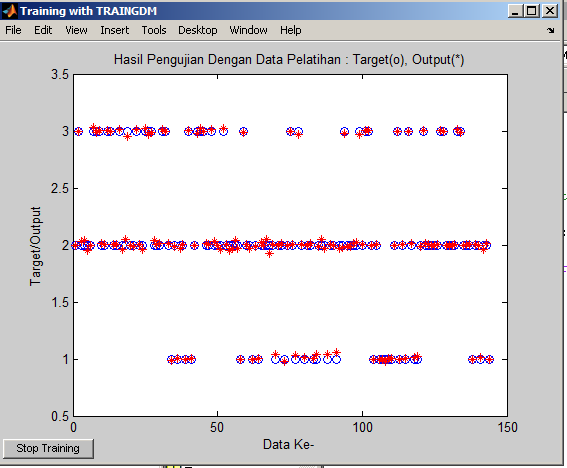 Training with TRAINGDM
File Edit View Insert Tools Desktop Window Help
Hasil Pengujian Dengan Data Pelatihan : Target(o), Output(*)
3.5
3
2.5
2
1.5
1
0.5
Target/Output
0 50 100 150
Data Ke-
Stop Training